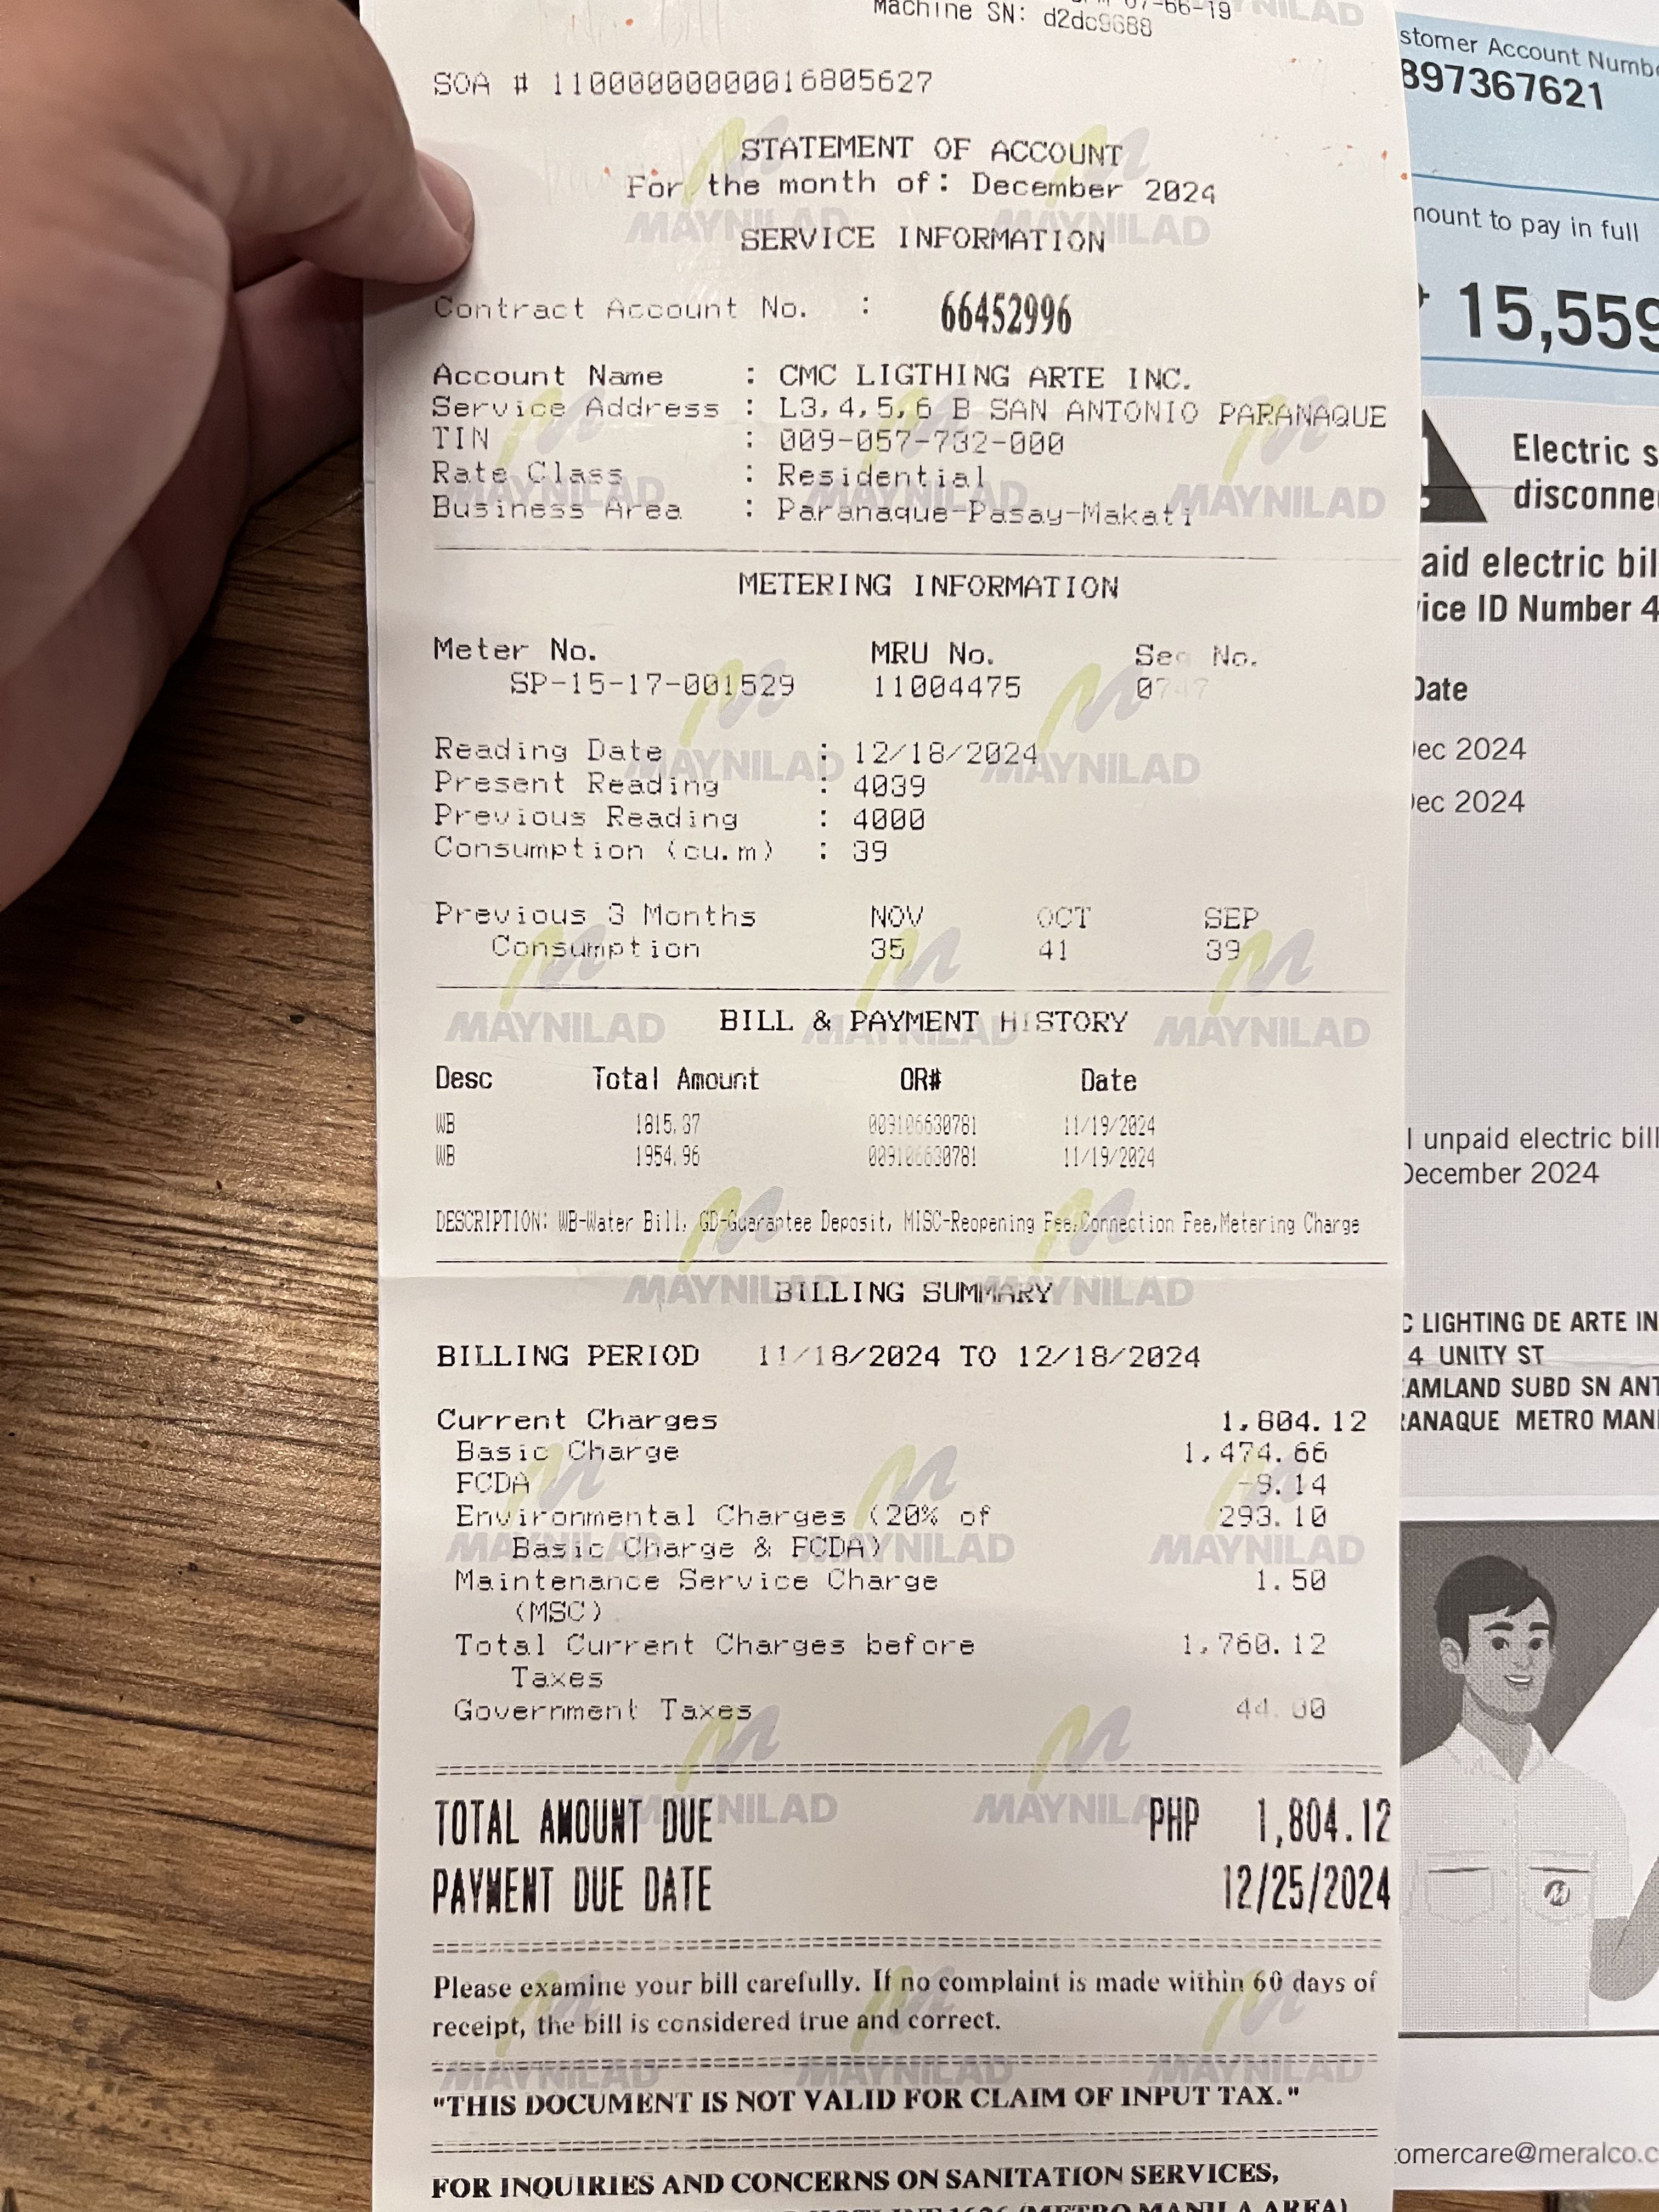 Machine SN: d2dc9688
SOA # 1100000000016805627
STATEMENT OF ACCOUNT
For the month of: December 2024
SERVICE INFORMATION
Contract Account No. : 66452996
Account Name : CMC LIGTHING ARTE INC.
Service Address : L3,4,5,6 B SAN ANTONIO PARANAQUE
TIN : 009-057-732-000
Rate Class : Residential
Business Area : Paranaque-Pasay-Makati
METERING INFORMATION
Meter No. MRU No. Seq No.
SP-15-17-001529 11004475 0747
Reading Date : 12/18/2024
Present Reading : 4039
Previous Reading : 4000
Consumption (cu.m) : 39
Previous 3 Months NOV OCT SEP
Consumption 35 41 39
BILL & PAYMENT HISTORY
Desc Total Amount OR# Date
WB 1815.37 009106630781 11/19/2024
WB 1954.96 009106630781 11/19/2024
DESCRIPTION: WB-Water Bill, GD-Guarantee Deposit, MISC-Reopening Fee,Connection Fee,Metering Charge
BILLING SUMMARY
BILLING PERIOD 11/18/2024 TO 12/18/2024
Current Charges 1,804.12
Basic Charge 1,474.66
FCDA -9.14
Environmental Charges (20% of 293.10
Basic Charge & FCDA)
Maintenance Service Charge 1.50
(MSC)
Total Current Charges before 1,760.12
Taxes
Government Taxes 44.00
TOTAL AMOUNT DUE PHP 1,804.12
PAYMENT DUE DATE 12/25/2024
Please examine your bill carefully. If no complaint is made within 60 days of
receipt, the bill is considered true and correct.
"THIS DOCUMENT IS NOT VALID FOR CLAIM OF INPUT TAX."
FOR INQUIRIES AND CONCERNS ON SANITATION SERVICES,
MAYNILAD
stomer Account Numbe
897367621
mount to pay in full
15,559
Electric s
disconne
aid electric bil
vice ID Number 4
Date
Dec 2024
Dec 2024
l unpaid electric bill
December 2024
C LIGHTING DE ARTE IN
4 UNITY ST
EAMLAND SUBD SN ANT
RANAQUE METRO MANI
tomercare@meralco.c